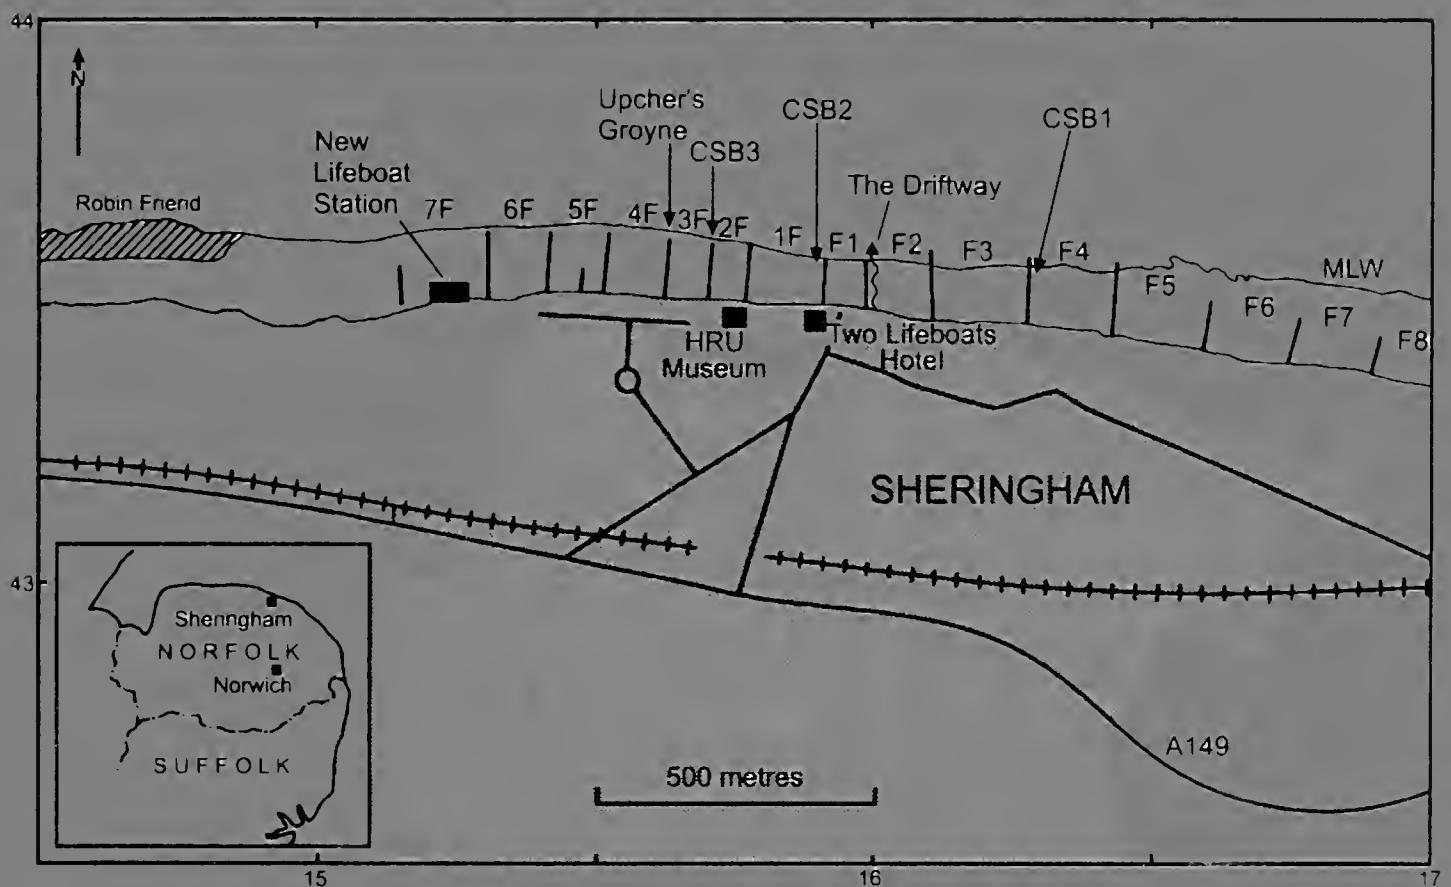 44
N
Upcher's
Groyne
CSB2
CSB1
New
Lifeboat
Station
CSB3
The Driftway
Robin Friend
7F
6F
5F
4F
3F
2F
1F
F1
F2
F3
F4
F5
F6
F7
F8
MLW
HRU
Museum
Two Lifeboats
Hotel
SHERINGHAM
43
Sheringham
NORFOLK
Norwich
SUFFOLK
A149
500 metres
15
16
17